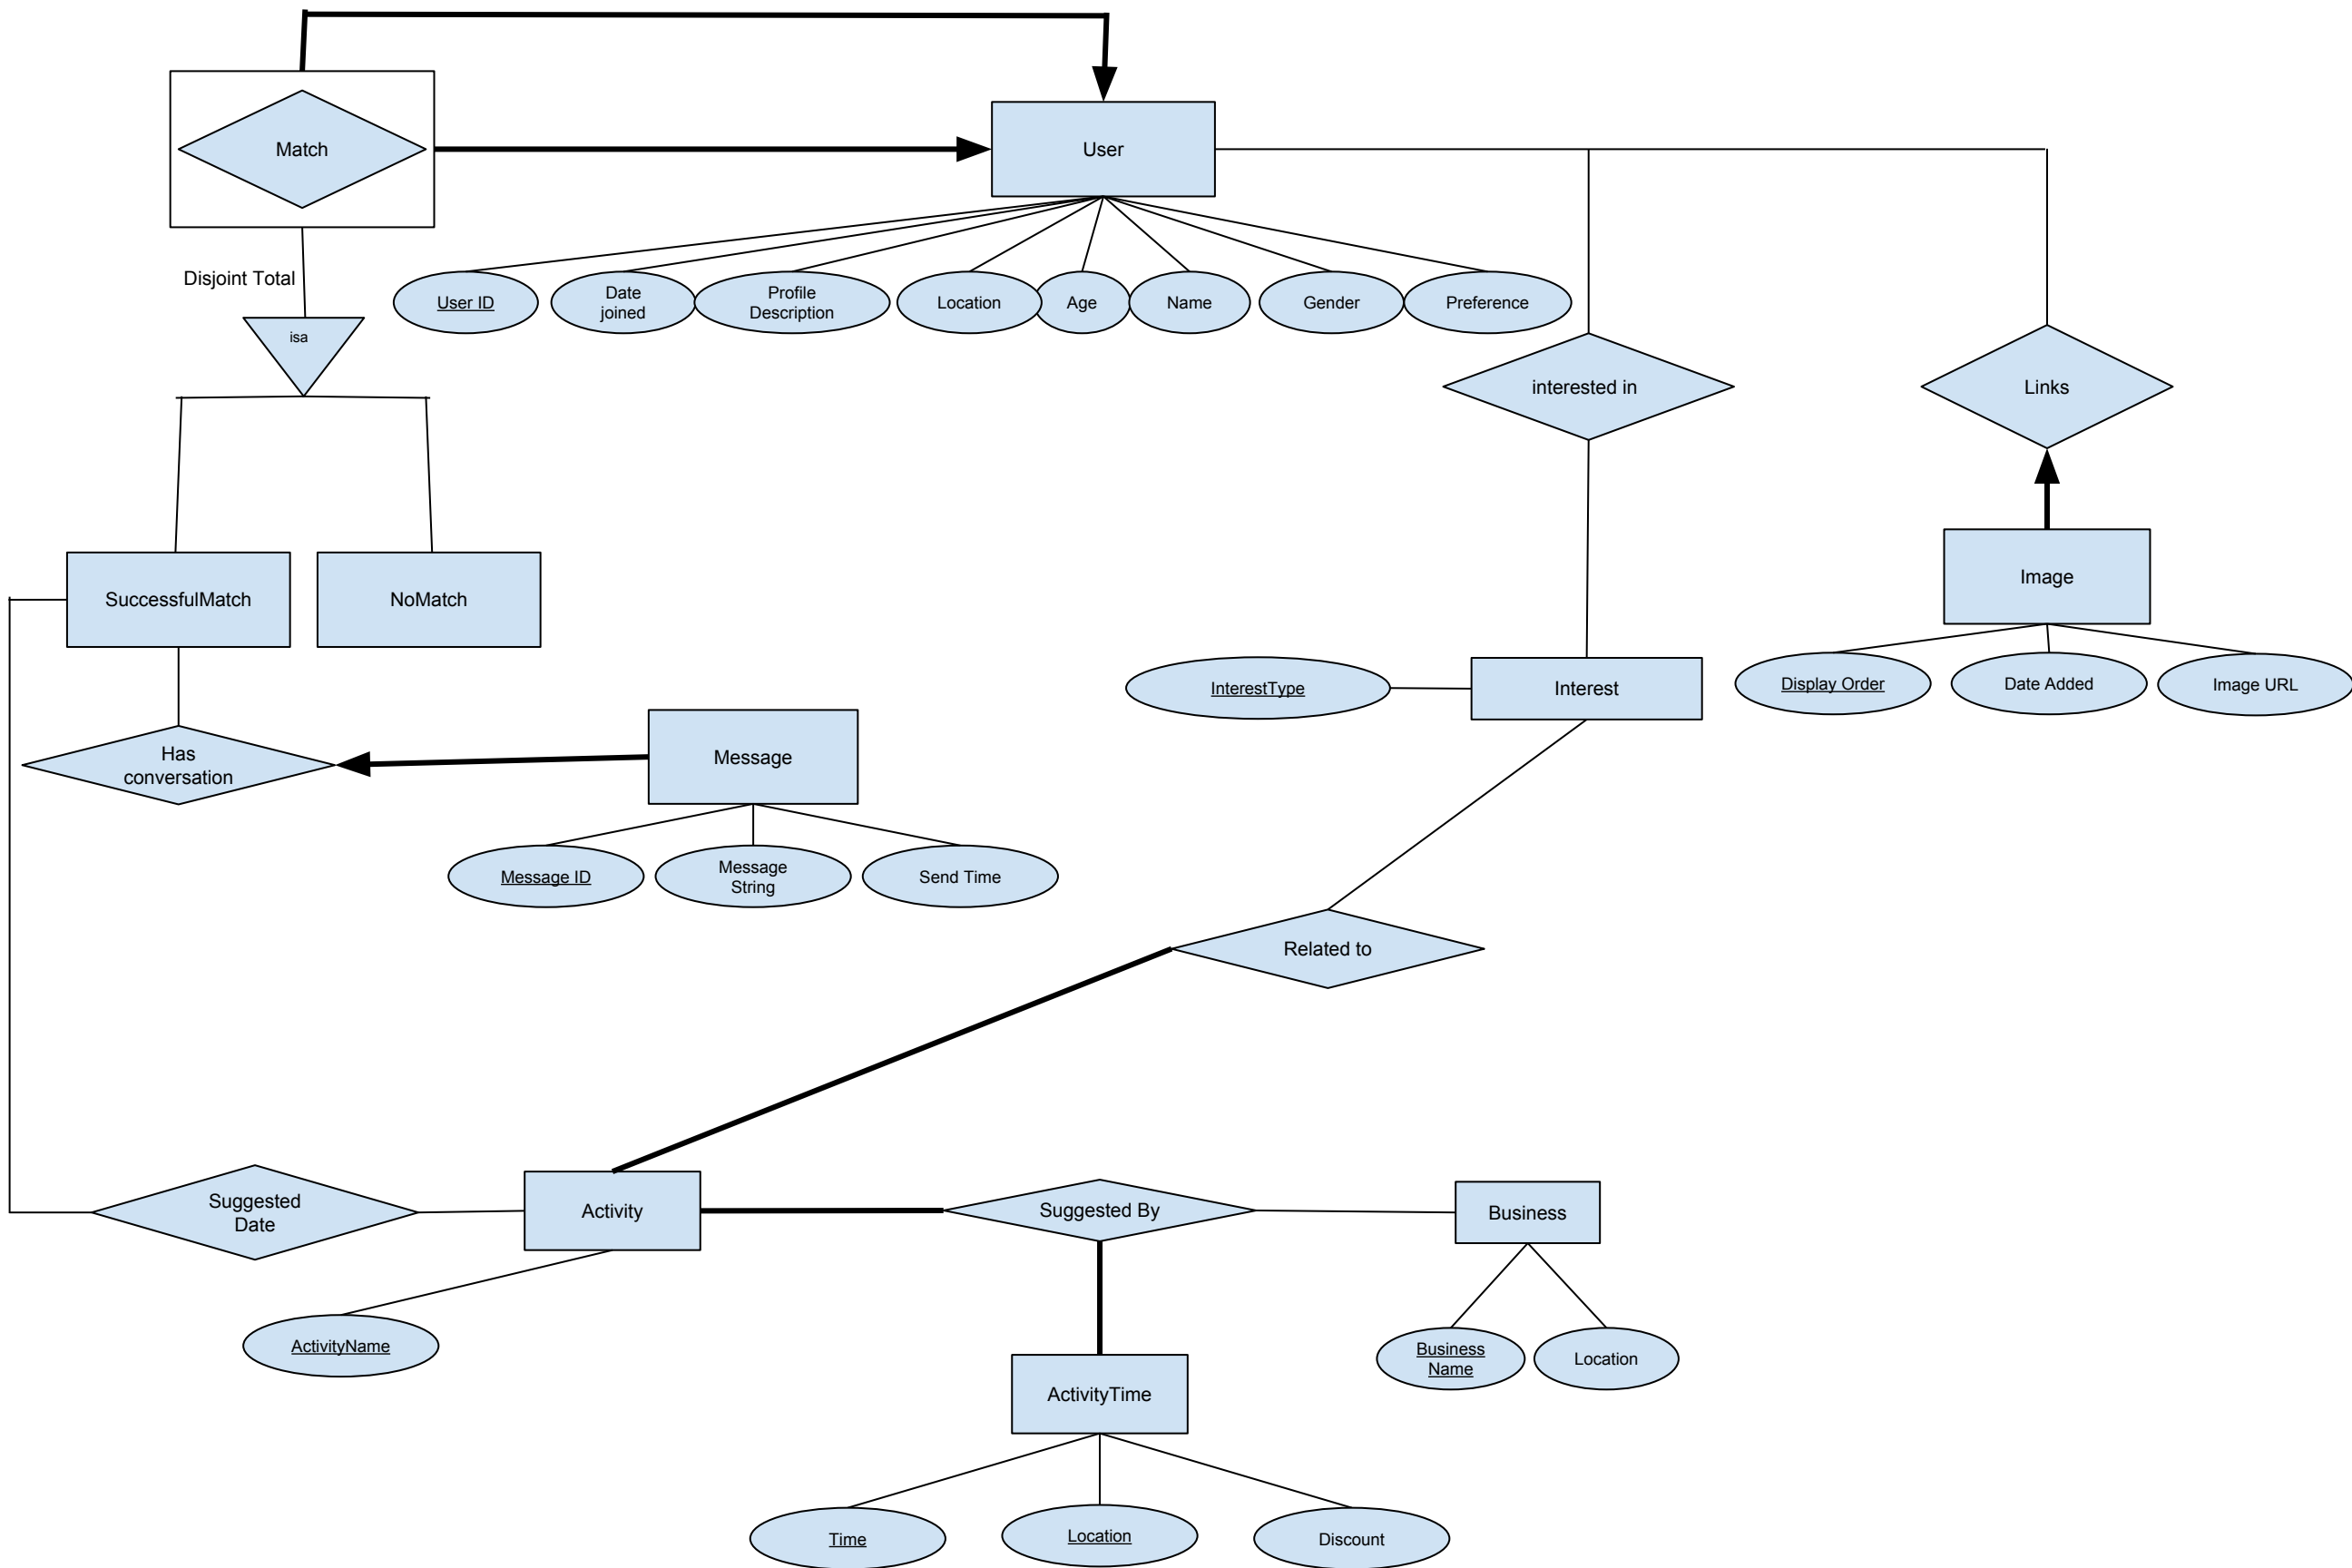 Match
User
Disjoint Total
User ID
Date
joined
Profile
Description
Location
Age
Name
Gender
Preference
isa
interested in
Links
SuccessfulMatch
NoMatch
Image
InterestType
Interest
Display Order
Date Added
Image URL
Has
conversation
Message
Message ID
Message
String
Send Time
Related to
Suggested
Date
Activity
Suggested By
Business
ActivityName
Business
Name
Location
ActivityTime
Time
Location
Discount